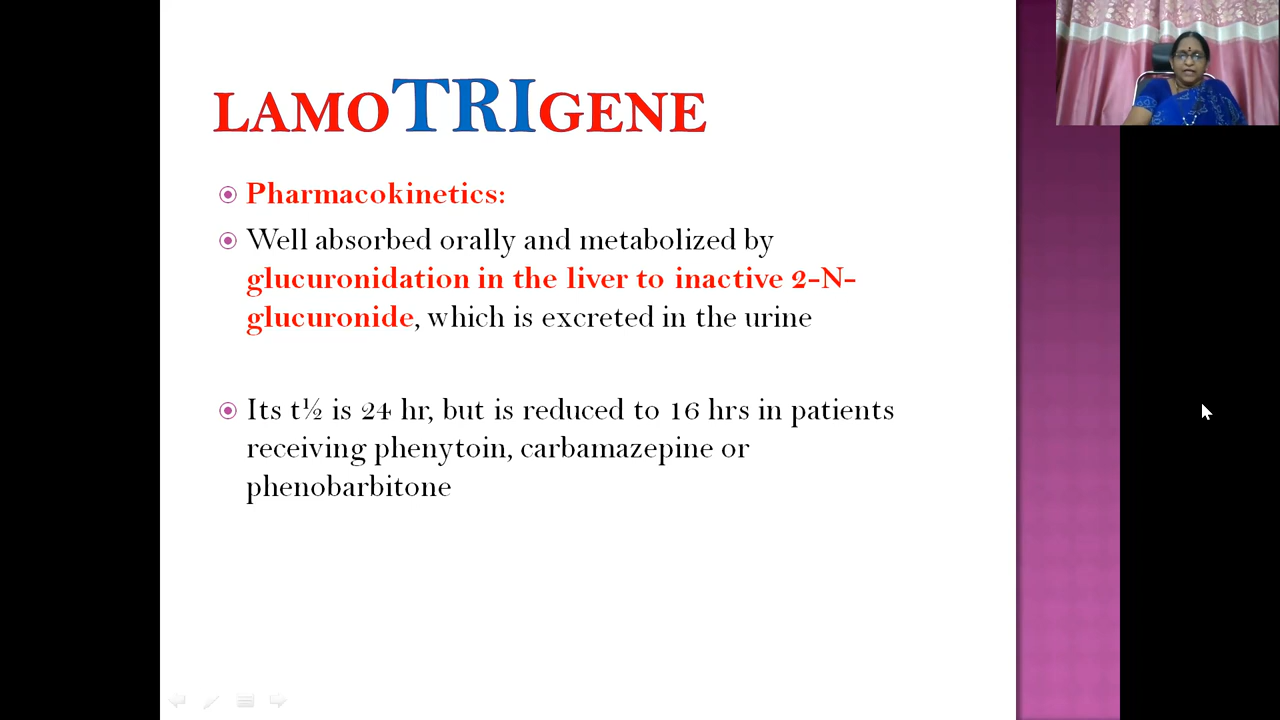 LAMOTRIGENE
Pharmacokinetics:
Well absorbed orally and metabolized by
glucuronidation in the liver to inactive 2-N-
glucuronide, which is excreted in the urine
Its t½ is 24 hr, but is reduced to 16 hrs in patients
receiving phenytoin, carbamazepine or
phenobarbitone